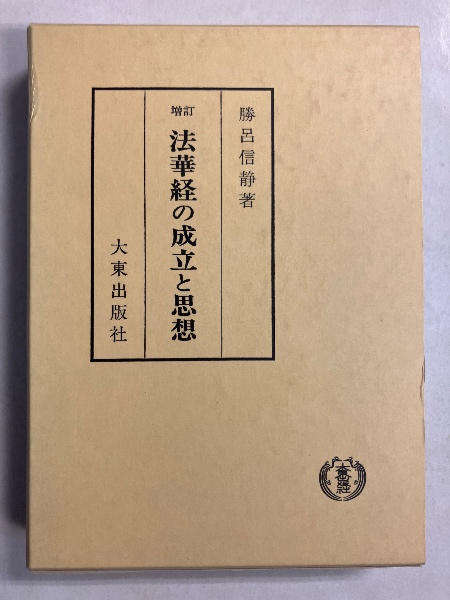 勝呂信静著
増訂
法華経の成立と思想
大東出版社